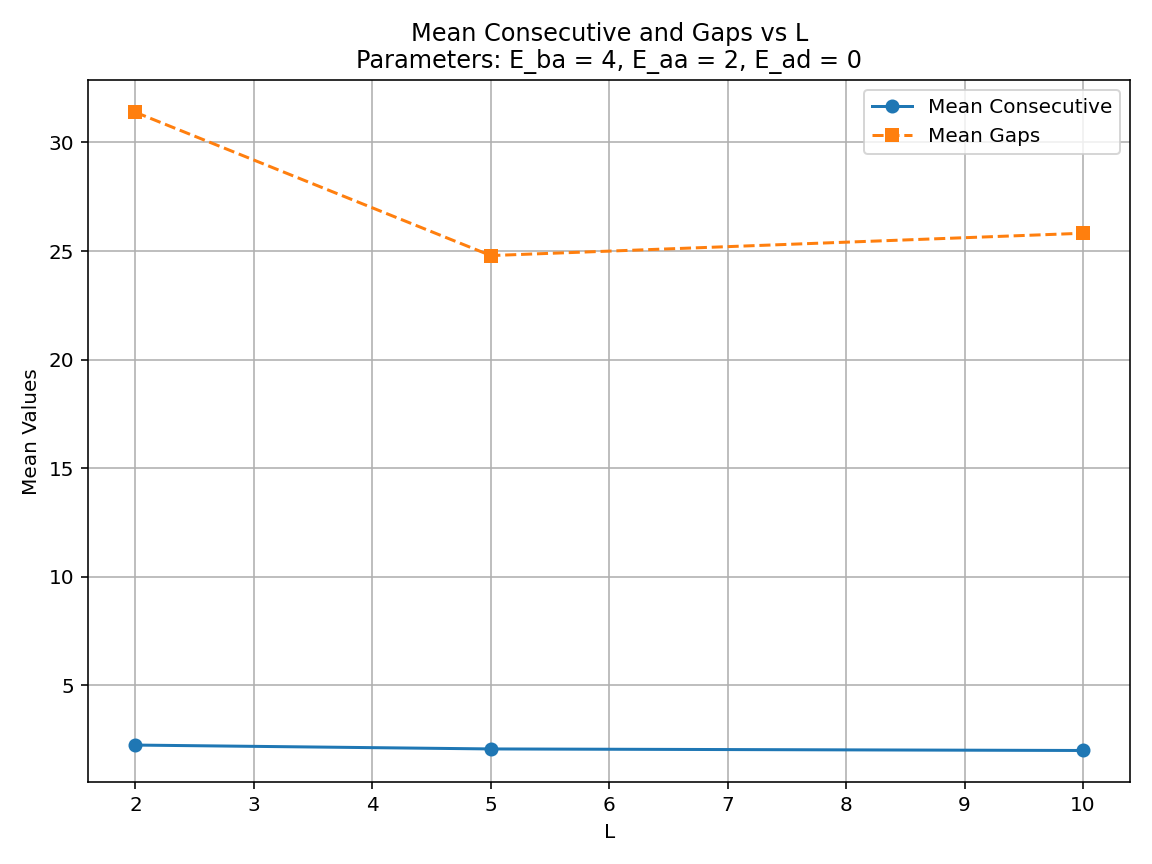 Mean Consecutive and Gaps vs L
Parameters: E_ba = 4, E_aa = 2, E_ad = 0
Mean Consecutive
Mean Gaps
Mean Values
30
25
20
15
10
5
2 3 4 5 6 7 8 9 10
L